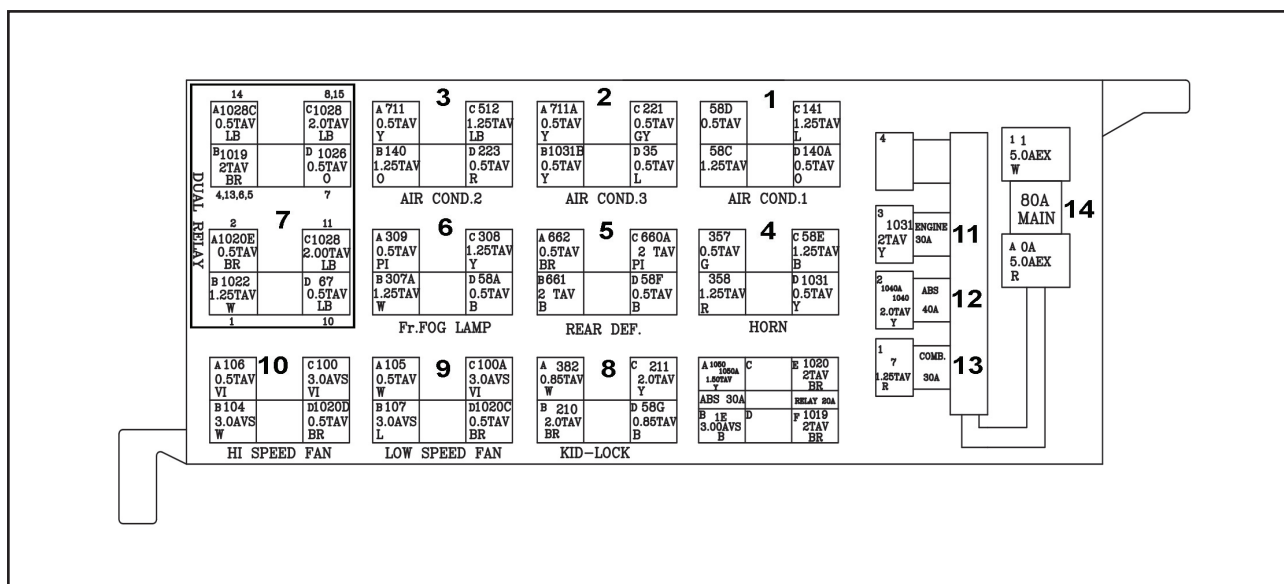 14 8,15
A1028C
0.5TAV
LB
C1028
2.0TAV
LB
B1019
2TAV
BR
D 1026
0.5TAV
O
4,13,6,5 7
DUAL RELAY
7
2 11
A1020E
0.5TAV
BR
C1028
2.00TAV
LB
B 1022
1.25TAV
W
D 67
0.5TAV
LB
1 10
3
A 711
0.5TAV
Y
C 512
1.25TAV
LB
B 140
1.25TAV
O
D 223
0.5TAV
R
AIR COND.2
2
A 711A
0.5TAV
Y
C 221
0.5TAV
GY
B1031B
0.5TAV
Y
D 35
0.5TAV
L
AIR COND.3
1
58D
0.5TAV
C 141
1.25TAV
L
58C
1.25TAV
D 140A
0.5TAV
O
AIR COND.1
6
A 309
0.5TAV
PI
C 308
1.25TAV
Y
B 307A
1.25TAV
W
D 58A
0.5TAV
B
Fr.FOG LAMP
5
A 662
0.5TAV
BR
C 660A
2 TAV
PI
B661
2 TAV
B
D 58F
0.5TAV
B
REAR DEF.
4
357
0.5TAV
G
C 58E
1.25TAV
B
358
1.25TAV
R
D 1031
0.5TAV
Y
HORN
10
A 106
0.5TAV
VI
C 100
3.0AVS
VI
B 104
3.0AVS
W
D1020D
0.5TAV
BR
HI SPEED FAN
9
A 105
0.5TAV
W
C 100A
3.0AVS
VI
B 107
3.0AVS
L
D1020C
0.5TAV
BR
LOW SPEED FAN
8
A 382
0.85TAV
W
C 211
2.0TAV
Y
B 210
2.0TAV
BR
D 58G
0.85TAV
B
KID-LOCK
A 1050
1050A
1.50TAV
Y
C
E 1020
2TAV
BR
ABS 30A RELAY 20A
B 1E
3.00AVS
B
D
F 1019
2TAV
BR
4
3
1031
2TAV
Y
ENGINE
30A
11
2
1040A
1040
2.0TAV
Y
ABS
40A
12
1
7
1.25TAV
R
COMB.
30A
13
1 1
5.0AEX
W
80A
MAIN
14
A 0A
5.0AEX
R